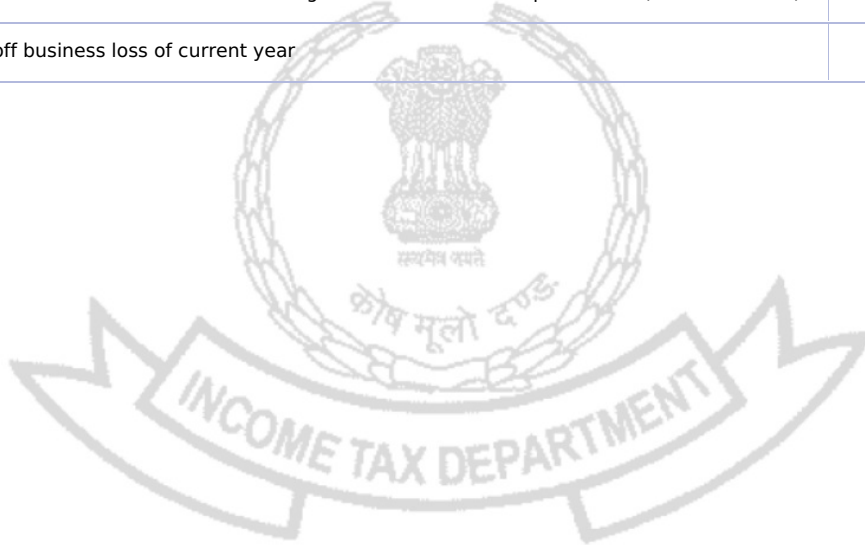 off business loss of current year
सत्यमेव जयते
कोष मूलो दण्ड
INCOME TAX DEPARTMENT